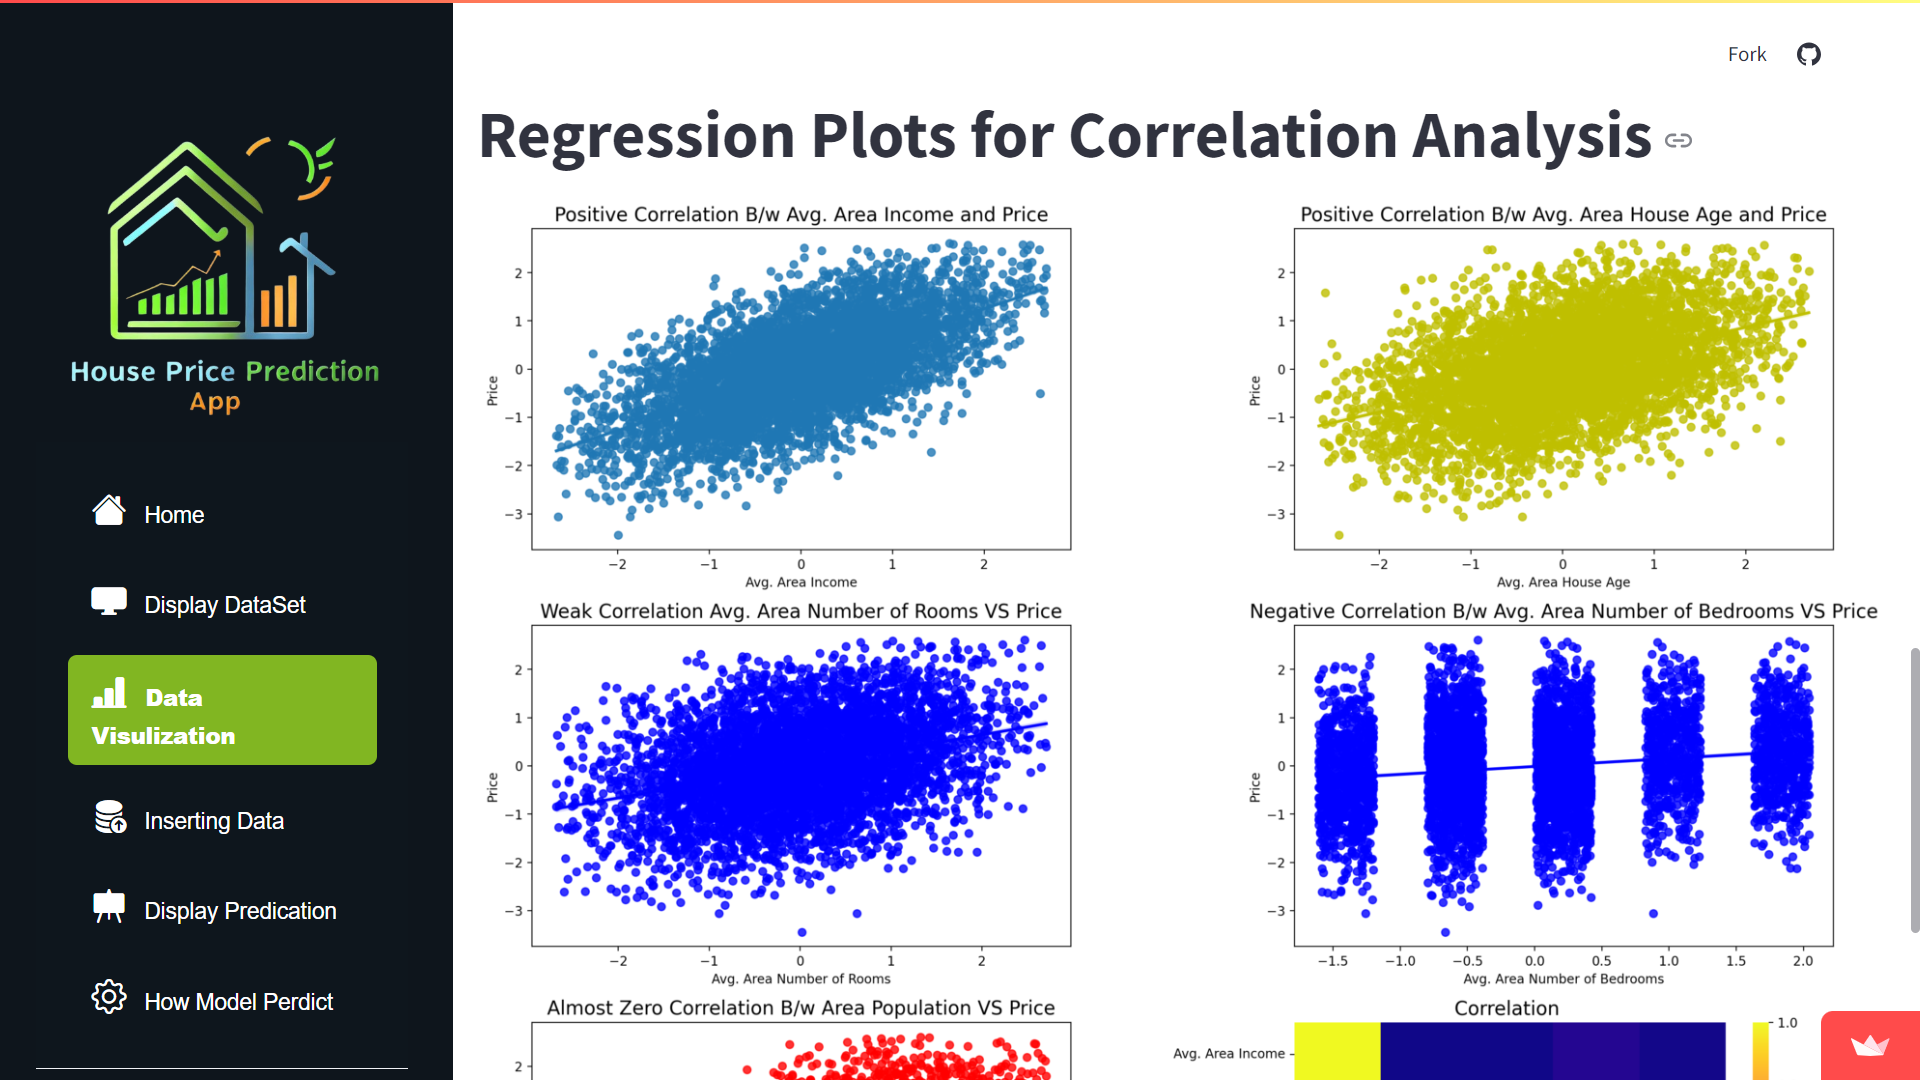 Fork
House Price Prediction
App
Home
Display DataSet
Data
Visulization
Inserting Data
Display Predication
How Model Perdict
Regression Plots for Correlation Analysis
Positive Correlation B/w Avg. Area Income and Price
2
1
0
−1
−2
−3
Price
−2 −1 0 1 2
Avg. Area Income
Positive Correlation B/w Avg. Area House Age and Price
2
1
0
−1
−2
−3
Price
−2 −1 0 1 2
Avg. Area House Age
Weak Correlation Avg. Area Number of Rooms VS Price
2
1
0
−1
−2
−3
Price
−2 −1 0 1 2
Avg. Area Number of Rooms
Negative Correlation B/w Avg. Area Number of Bedrooms VS Price
2
1
0
−1
−2
−3
Price
−1.5 −1.0 −0.5 0.0 0.5 1.0 1.5 2.0
Avg. Area Number of Bedrooms
Almost Zero Correlation B/w Area Population VS Price
2
Correlation
Avg. Area Income
1.0